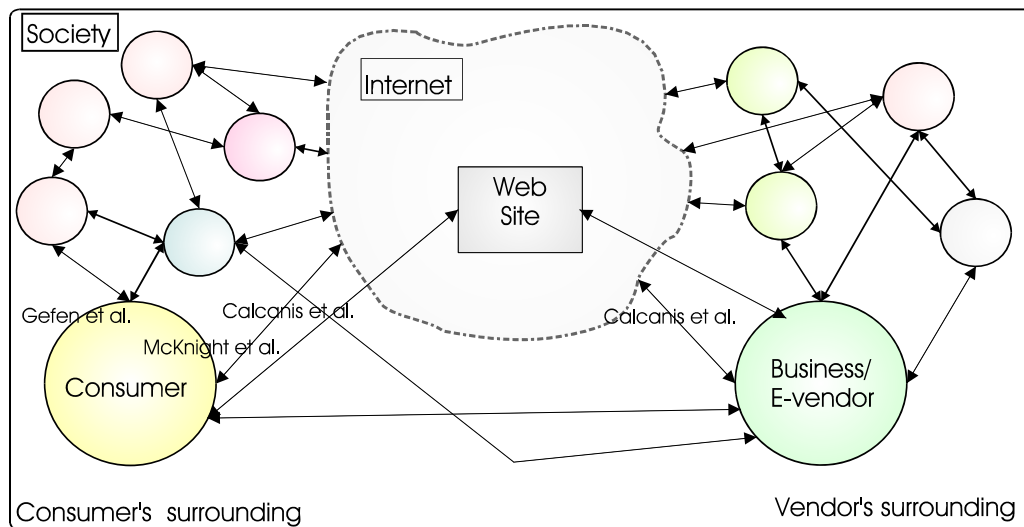 Society
Internet
Web
Site
Gefen et al.
Calcanis et al.
Calcanis et al.
McKnight et al.
Consumer
Business/
E-vendor
Consumer's surrounding
Vendor's surrounding